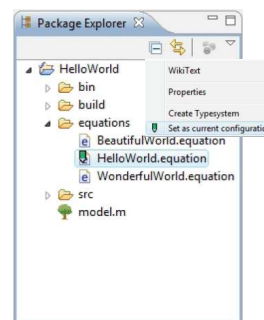 Package Explorer
HelloWorld
WikiText
bin
Properties
build
Create Typesystem
equations
Set as current configuratio
BeautifulWorld.equation
HelloWorld.equation
WonderfulWorld.equation
src
model.m